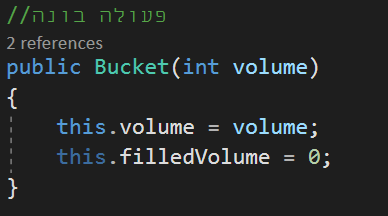 //פעולה בונה
2 references
public Bucket(int volume)
{
this.volume = volume;
this.filledVolume = 0;
}